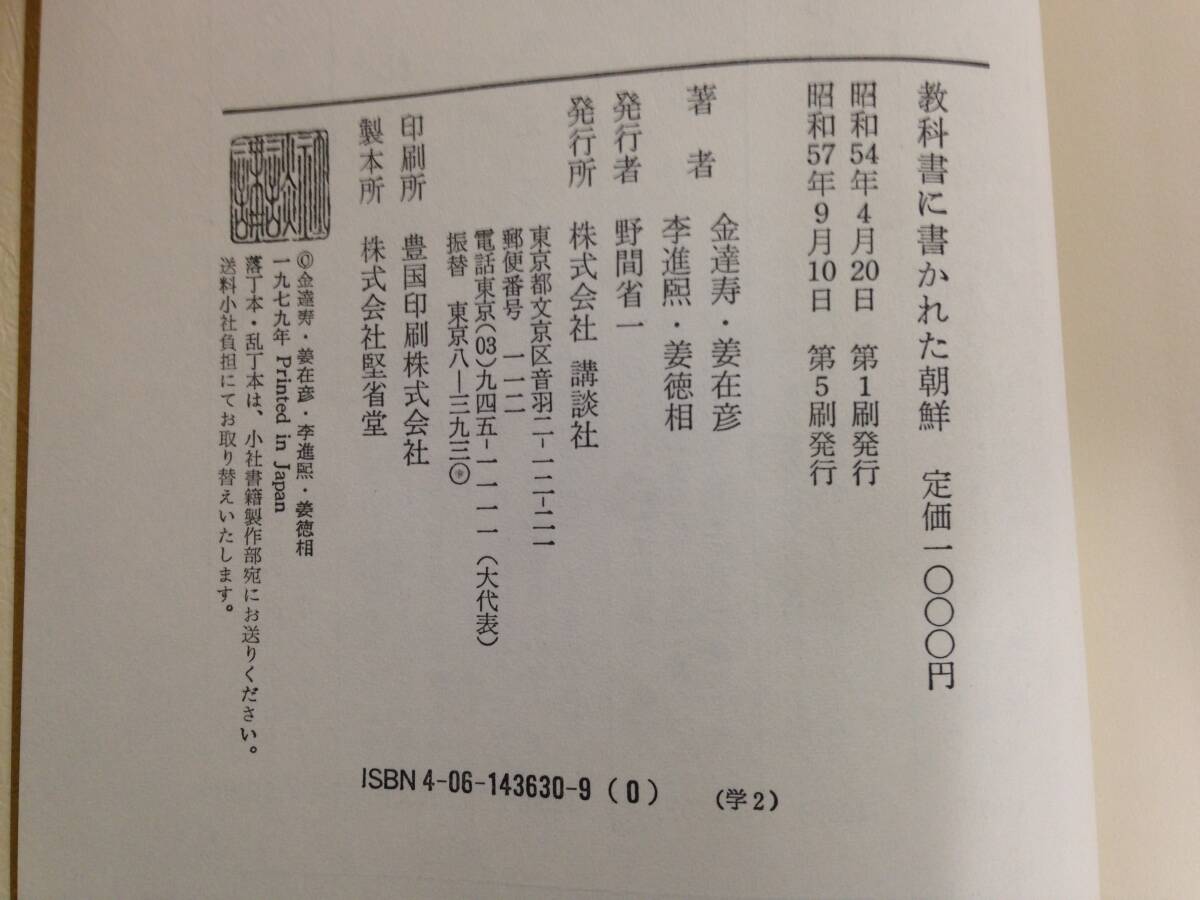 教科書に書かれた朝鮮　定価一〇〇〇円
昭和54年4月20日　第1刷発行
昭和57年9月10日　第5刷発行
著者　金達寿・姜在彦
李進熙・姜徳相
発行者　野間省一
発行所　株式会社 講談社
東京都文京区音羽二-一二-二一
郵便番号　一一二
電話東京(03)九四五-一一一一（大代表）
振替　東京八―三九三〇
印刷所　豊国印刷株式会社
製本所　株式会社堅省堂
©金達寿・姜在彦・李進熙・姜徳相
一九七九年 Printed in Japan
落丁本・乱丁本は、小社書籍製作部宛にお送りください。
送料小社負担にてお取り替えいたします。
ISBN4-06-143630-9 (0)　(学2)